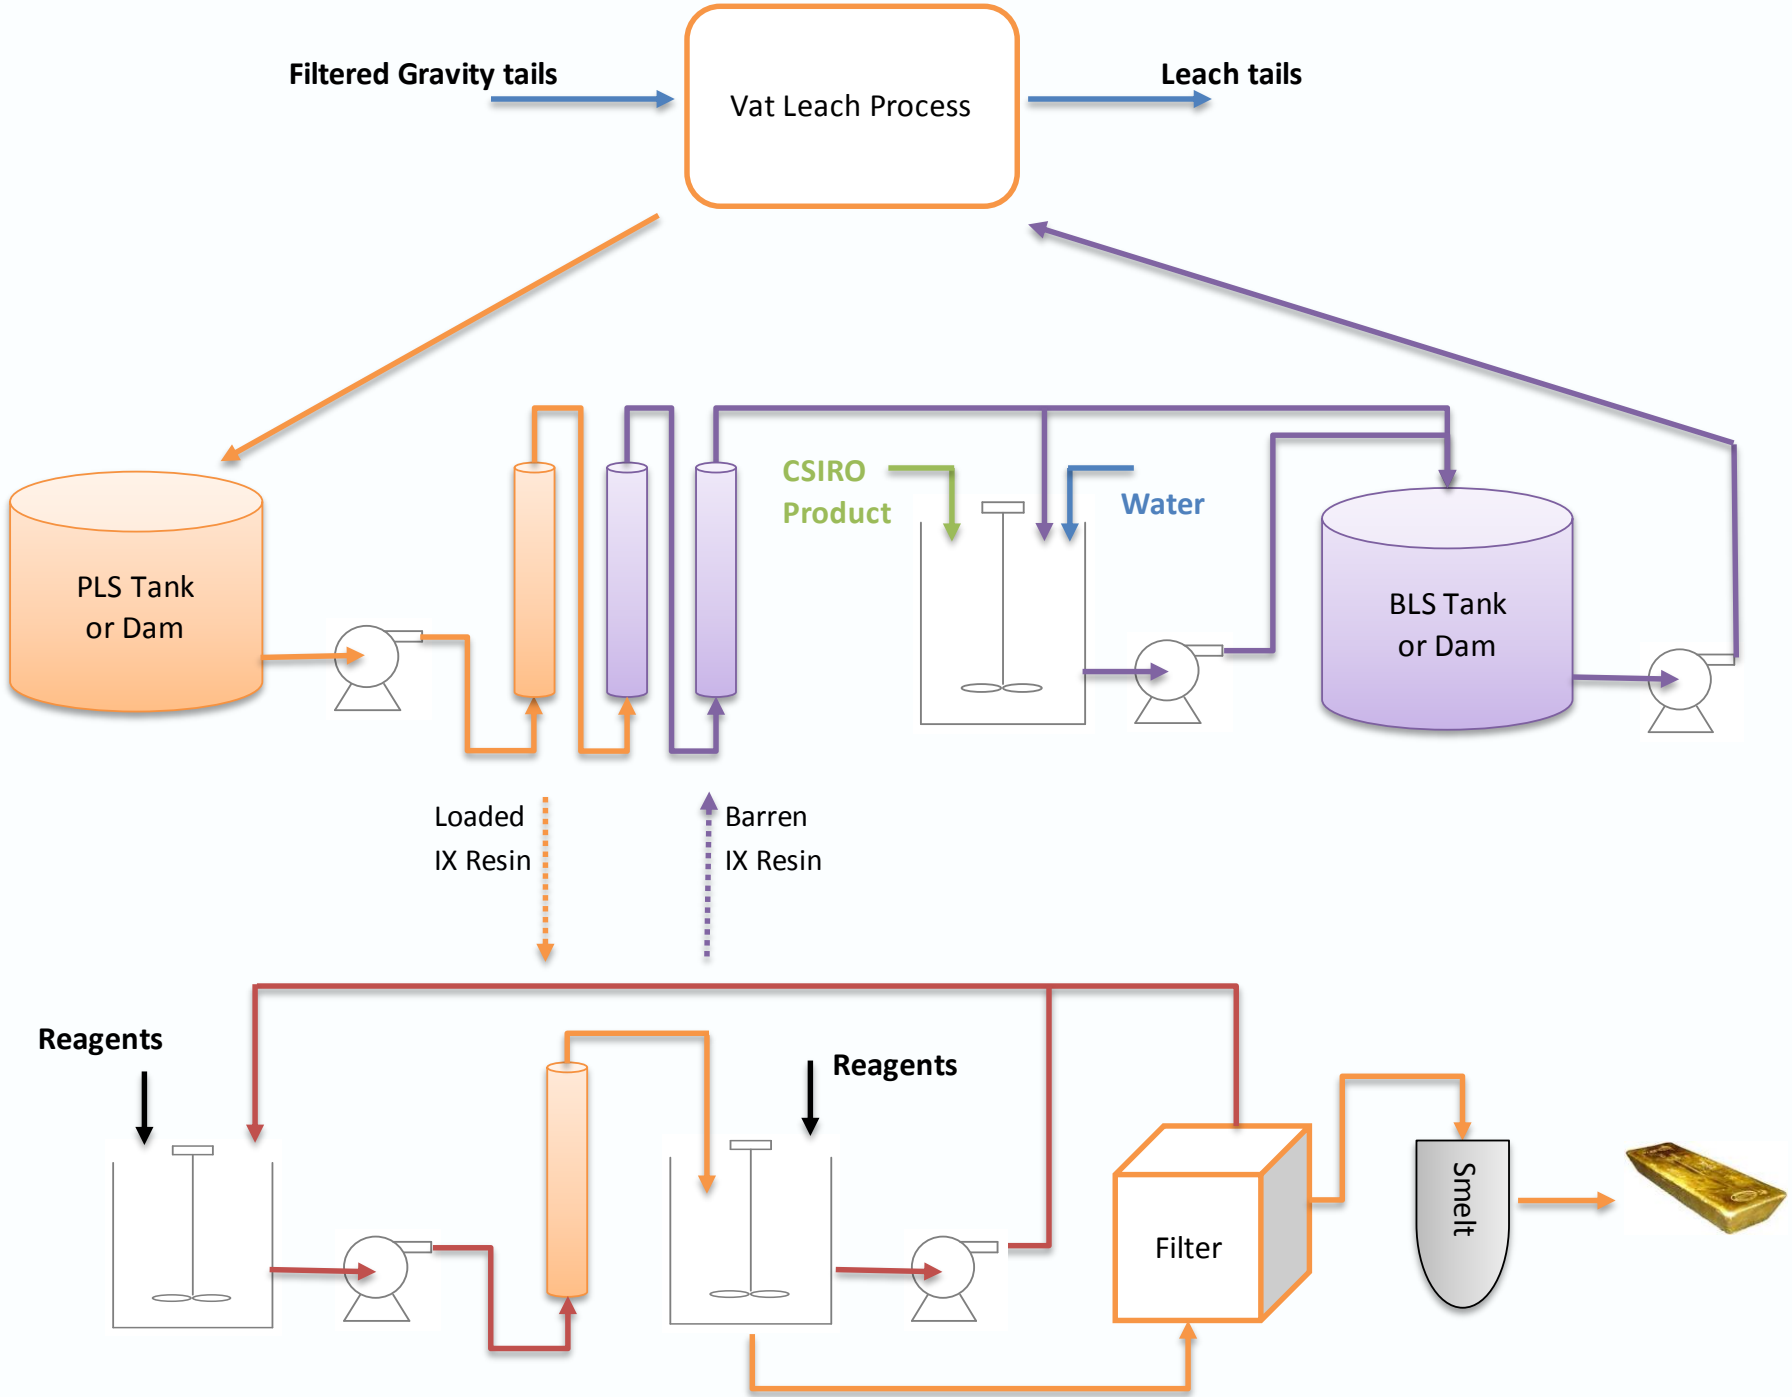 Filtered Gravity tails
Leach tails
Vat Leach Process
CSIRO
Product
Water
PLS Tank
or Dam
BLS Tank
or Dam
Loaded
IX Resin
Barren
IX Resin
Reagents
Reagents
Filter
Smelt